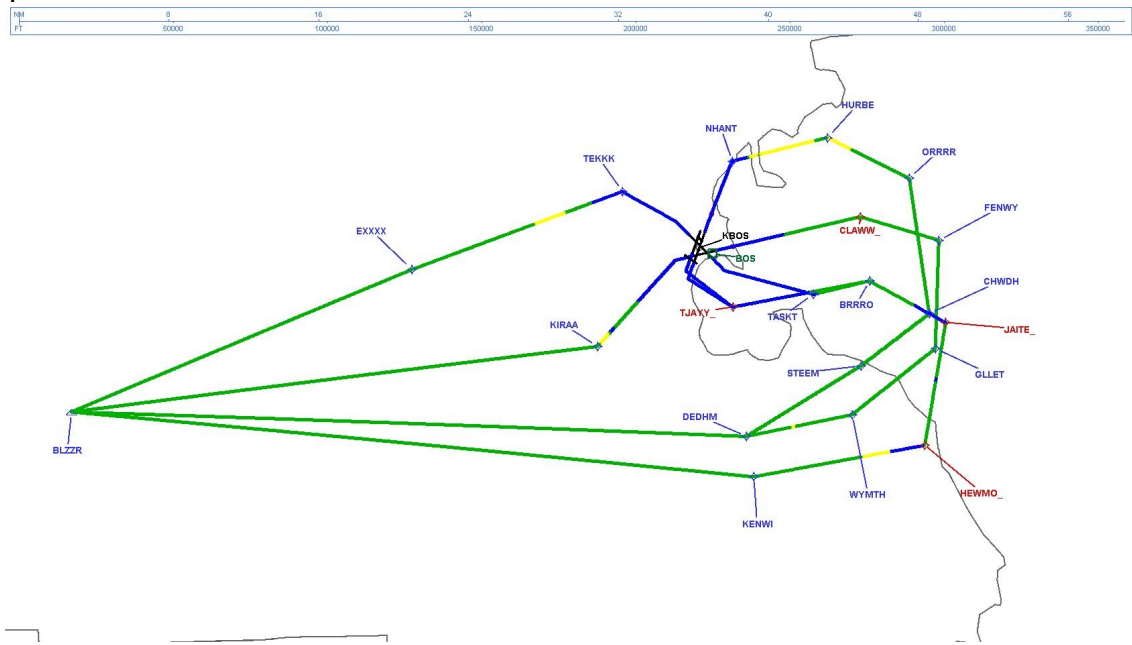 NM 8 16 24 32 40 48 56
FT 50000 100000 150000 200000 250000 300000 350000
HURBE
NHANT
ORRRR
TEKKK
FENWY
EXXXX
CLAWW_
KBOS
BOS
CHWDH
BRRRO
TJAYY_
TASKT
KIRAA
JAITE_
STEEM
GLLET
DEDHM
BLZZR
WYMTH
HEWMO_
KENWI